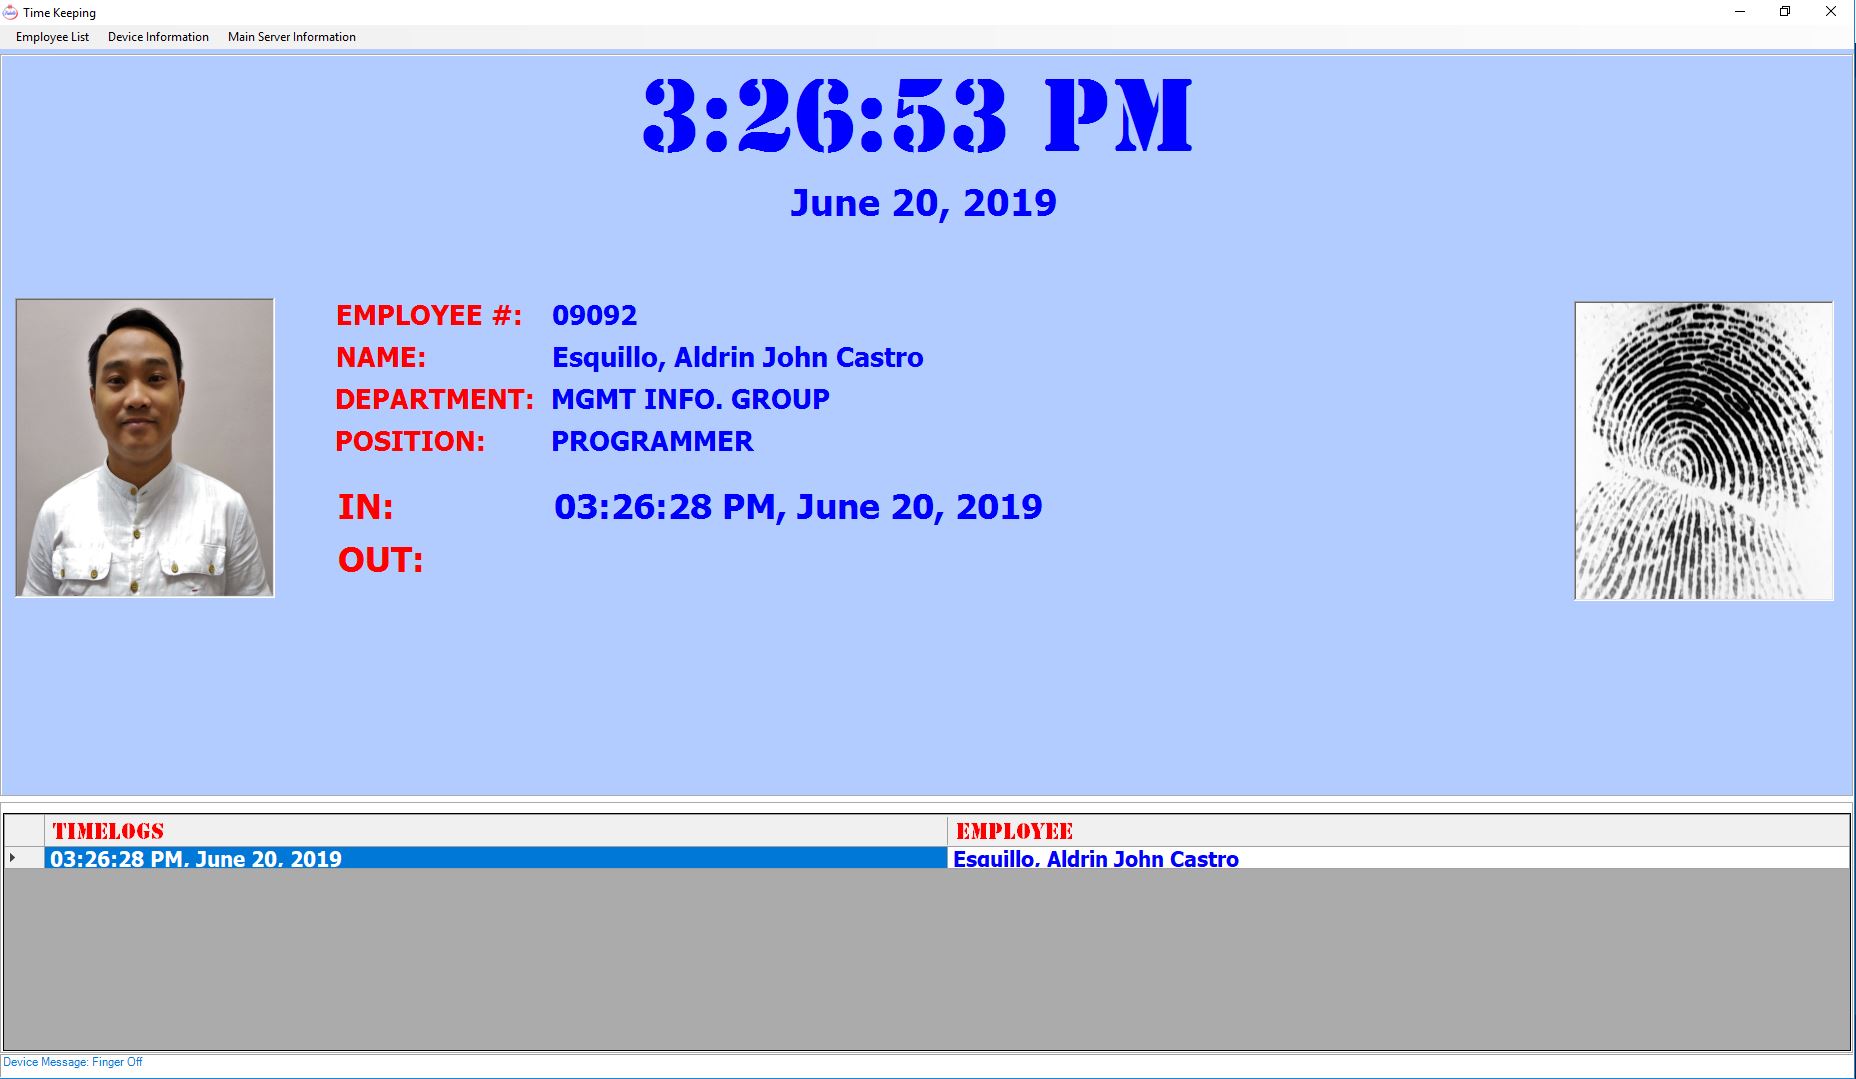 Time Keeping
Employee List Device Information Main Server Information
3:26:53 PM
June 20, 2019
EMPLOYEE #: 09092
NAME: Esquillo, Aldrin John Castro
DEPARTMENT: MGMT INFO. GROUP
POSITION: PROGRAMMER
IN: 03:26:28 PM, June 20, 2019
OUT:
TIMELOGS EMPLOYEE
03:26:28 PM, June 20, 2019 Esquillo, Aldrin John Castro
Device Message: Finger Off